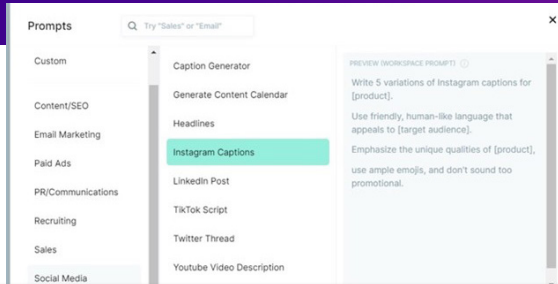 Prompts
Try "Sales" or "Email"
Custom
Content/SEO
Email Marketing
Paid Ads
PR/Communications
Recruiting
Sales
Social Media
Caption Generator
Generate Content Calendar
Headlines
Instagram Captions
LinkedIn Post
TikTok Script
Twitter Thread
Youtube Video Description
PREVIEW (WORKSPACE PROMPT)
Write 5 variations of Instagram captions for
[product].
Use friendly, human-like language that
appeals to [target audience].
Emphasize the unique qualities of [product],
use ample emojis, and don't sound too
promotional.